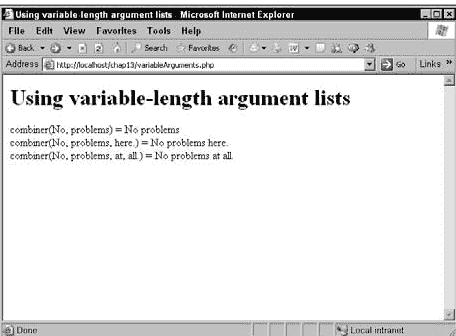 Using variable-length argument lists - Microsoft Internet Explorer
File Edit View Favorites Tools Help
Back Search Favorites
Address http://localhost/chap13/variableArguments.php Go Links »
Using variable-length argument lists
combiner(No, problems) = No problems
combiner(No, problems, here.) = No problems here.
combiner(No, problems, at, all.) = No problems at all.
Done Local intranet